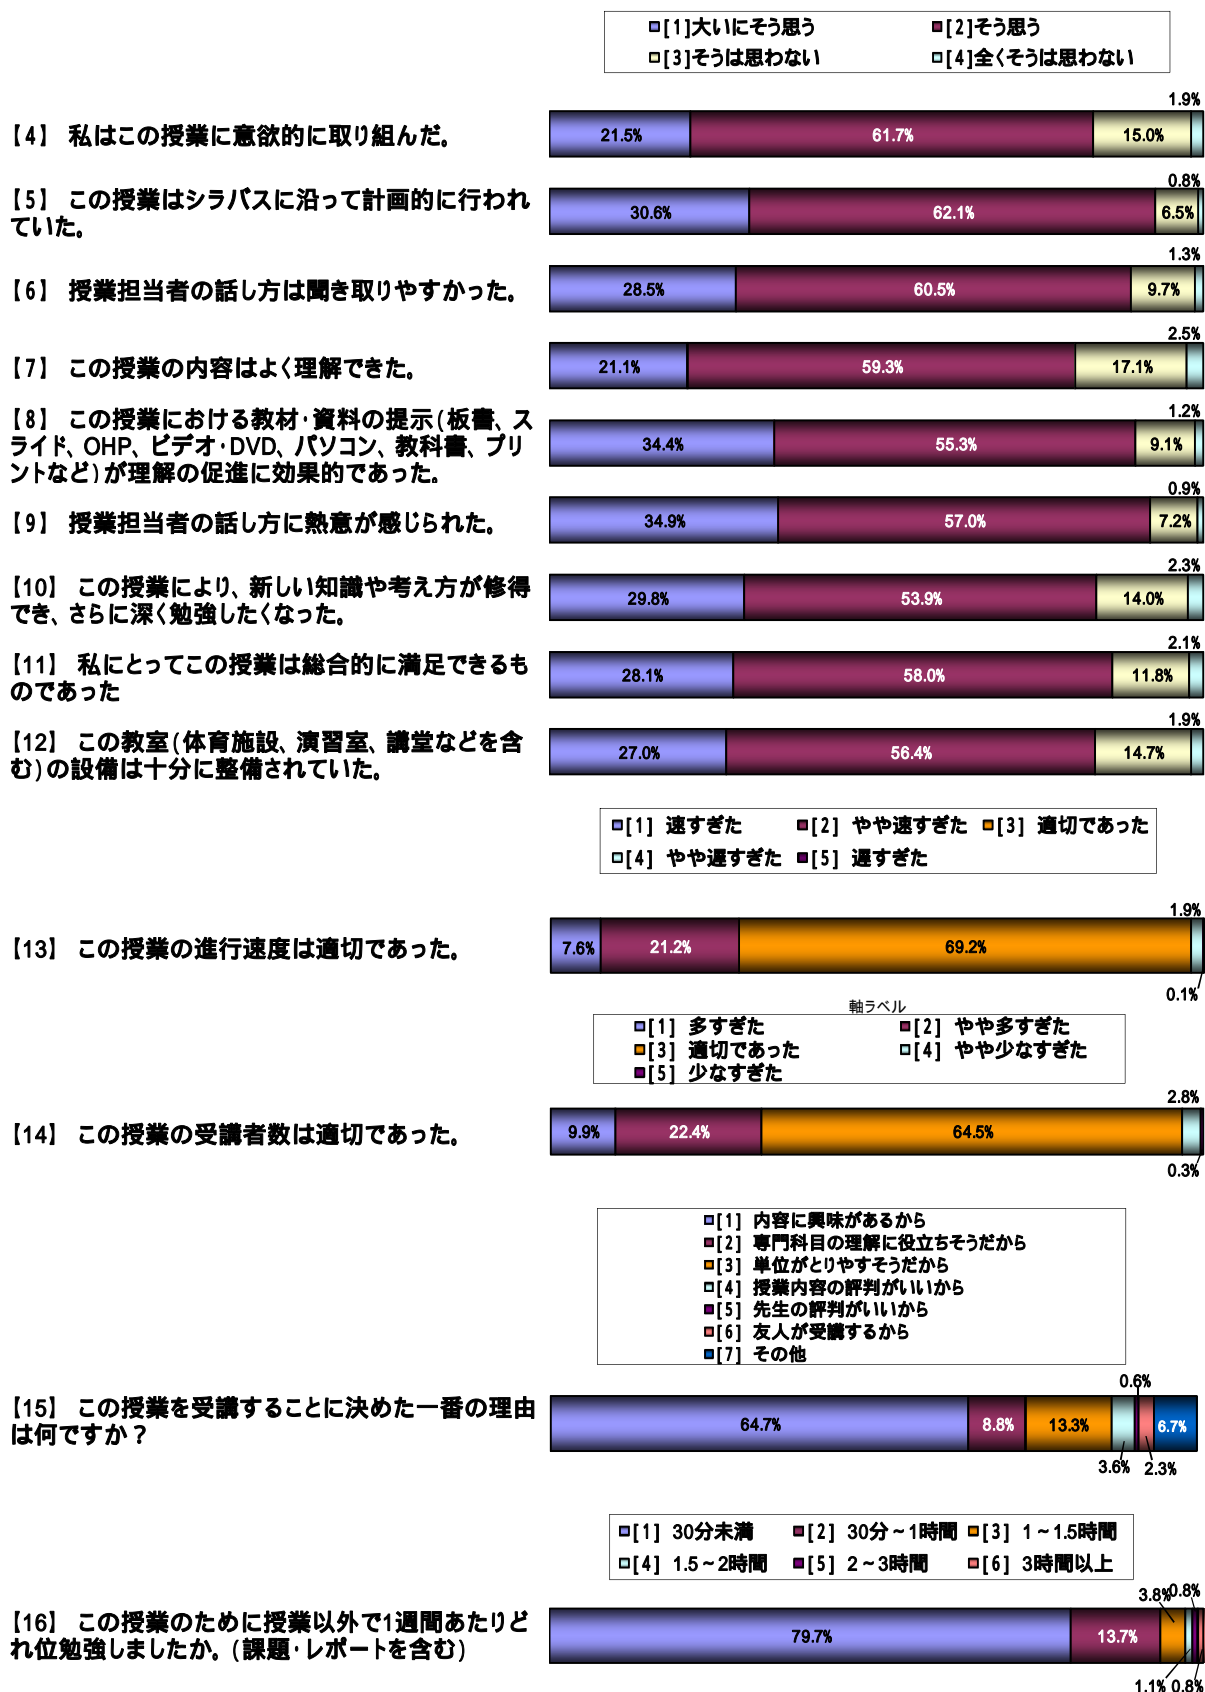 [1]大いにそう思う [2]そう思う
[3]そうは思わない [4]全くそうは思わない
1.9%
【4】 私はこの授業に意欲的に取り組んだ。
21.5% 61.7% 15.0%
0.8%
【5】 この授業はシラバスに沿って計画的に行われ
ていた。
30.6% 62.1% 6.5%
1.3%
【6】 授業担当者の話し方は聞き取りやすかった。
28.5% 60.5% 9.7%
2.5%
【7】 この授業の内容はよく理解できた。
21.1% 59.3% 17.1%
【8】 この授業における教材・資料の提示(板書、ス
ライド、OHP、ビデオ・DVD、パソコン、教科書、プリ
ントなど)が理解の促進に効果的であった。
1.2%
34.4% 55.3% 9.1%
0.9%
【9】 授業担当者の話し方に熱意が感じられた。
34.9% 57.0% 7.2%
2.3%
【10】 この授業により、新しい知識や考え方が修得
でき、さらに深く勉強したくなった。
29.8% 53.9% 14.0%
2.1%
【11】 私にとってこの授業は総合的に満足できるも
のであった
28.1% 58.0% 11.8%
1.9%
【12】 この教室(体育施設、演習室、講堂などを含
む)の設備は十分に整備されていた。
27.0% 56.4% 14.7%
[1] 速すぎた [2] やや速すぎた [3] 適切であった
[4] やや遅すぎた [5] 遅すぎた
1.9%
【13】 この授業の進行速度は適切であった。
7.6% 21.2% 69.2%
0.1%
軸ラベル
[1] 多すぎた [2] やや多すぎた
[3] 適切であった [4] やや少なすぎた
[5] 少なすぎた
2.8%
【14】 この授業の受講者数は適切であった。
9.9% 22.4% 64.5%
0.3%
[1] 内容に興味があるから
[2] 専門科目の理解に役立ちそうだから
[3] 単位がとりやすそうだから
[4] 授業内容の評判がいいから
[5] 先生の評判がいいから
[6] 友人が受講するから
[7] その他
0.6%
【15】 この授業を受講することに決めた一番の理由
は何ですか？
64.7% 8.8% 13.3% 6.7%
3.6% 2.3%
[1] 30分未満 [2] 30分～1時間 [3] 1～1.5時間
[4] 1.5～2時間 [5] 2～3時間 [6] 3時間以上
3.8% 0.8%
【16】 この授業のために授業以外で1週間あたりど
れ位勉強しましたか。(課題・レポートを含む)
79.7% 13.7%
1.1% 0.8%